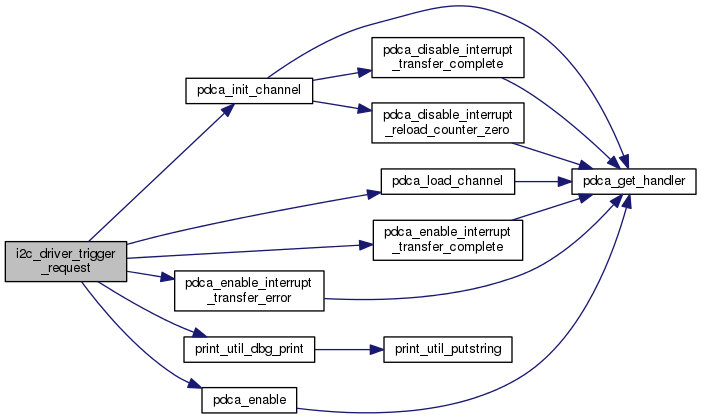 pdca_disable_interrupt
_transfer_complete
pdca_init_channel
pdca_disable_interrupt
_reload_counter_zero
pdca_load_channel
pdca_get_handler
pdca_enable_interrupt
_transfer_complete
i2c_driver_trigger
_request
pdca_enable_interrupt
_transfer_error
print_util_dbg_print
print_util_putstring
pdca_enable